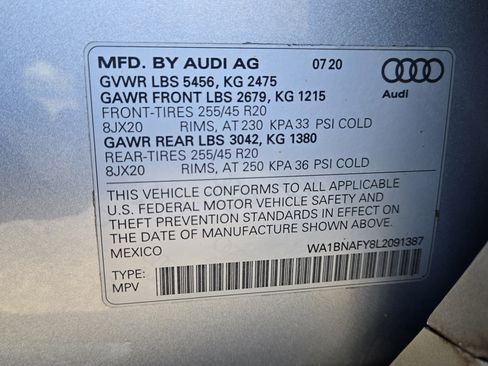 MFD. BY AUDI AG 07 20
GVWR LBS 5456, KG 2475
GAWR FRONT LBS 2679, KG 1215
FRONT-TIRES 255/45 R20
8JX20 RIMS, AT 230 KPA 33 PSI COLD
GAWR REAR LBS 3042, KG 1380
REAR-TIRES 255/45 R20
8JX20 RIMS, AT 250 KPA 36 PSI COLD
Audi
THIS VEHICLE CONFORMS TO ALL APPLICABLE
U.S. FEDERAL MOTOR VEHICLE SAFETY AND
THEFT PREVENTION STANDARDS IN EFFECT
ON THE DATE OF MANUFACTURE SHOWN ABOVE.
MEXICO WA1BNAFY8L2091387
TYPE:
MPV